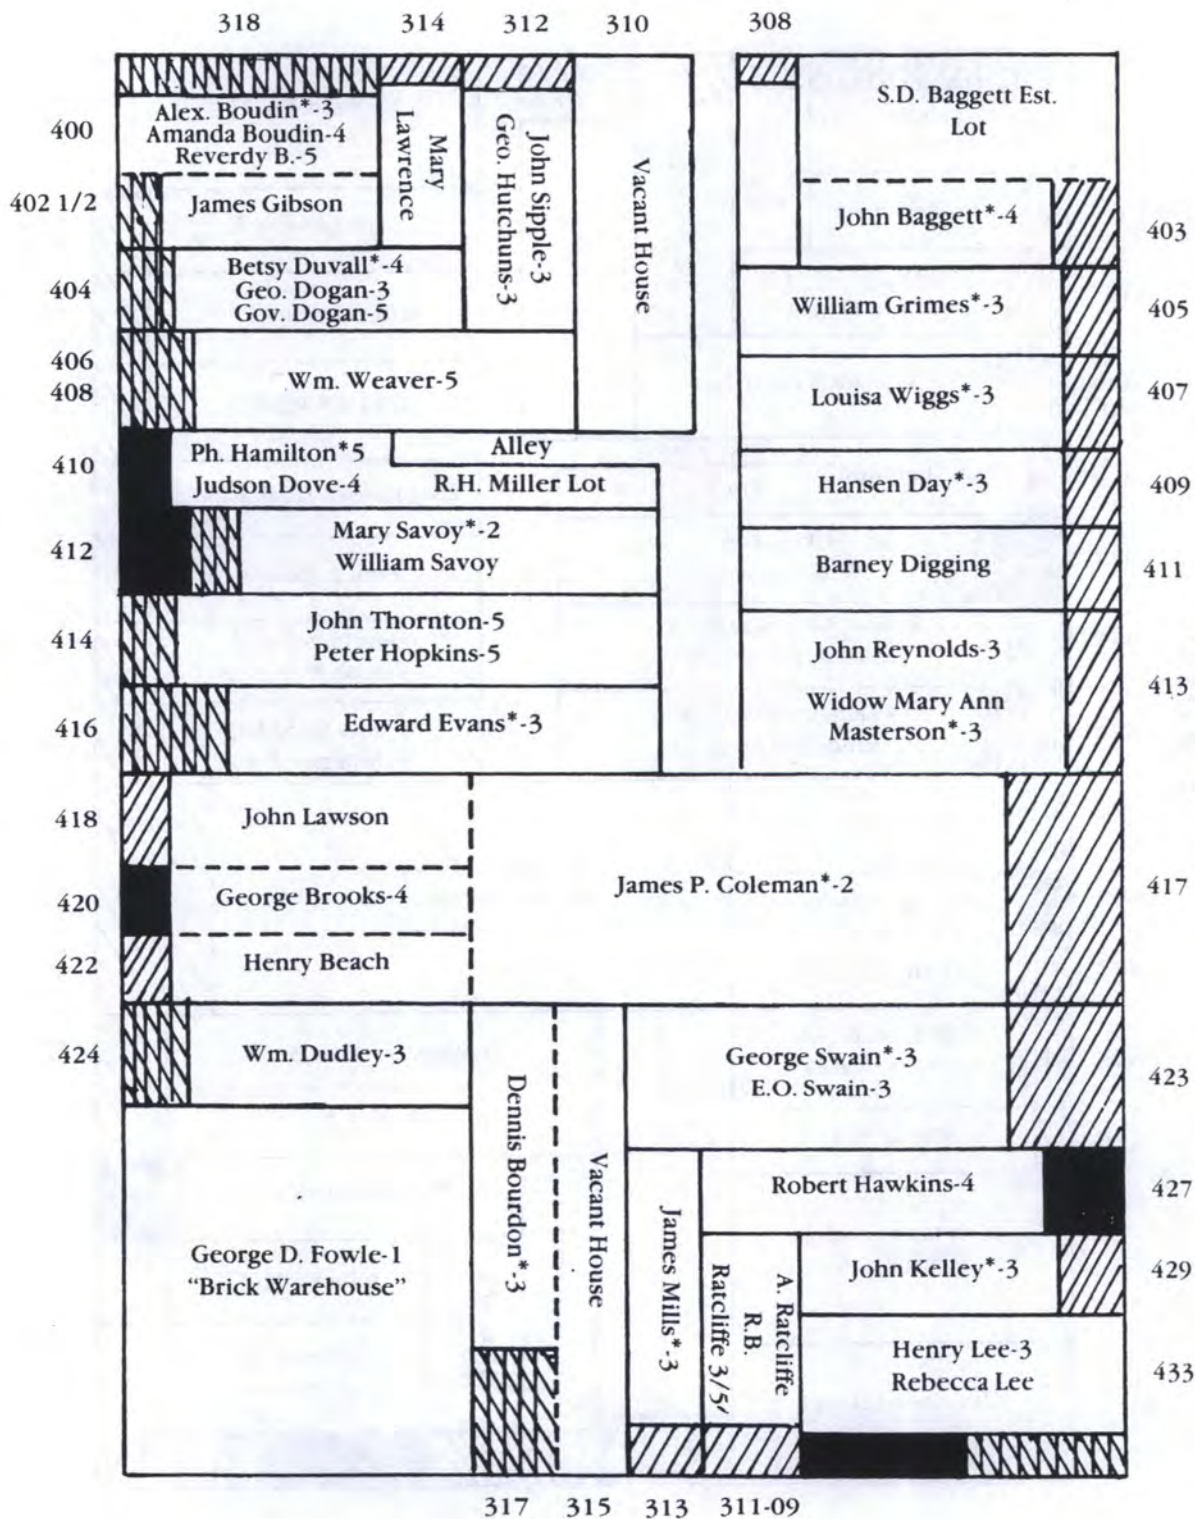 318 314 312 310 308
400
Alex. Boudin*-3
Amanda Boudin-4
Reverdy B.-5
Mary
Lawrence
John Sipple-3
Geo. Hutchuns-3
Vacant House
S.D. Baggett Est.
Lot
402 1/2
James Gibson
John Baggett*-4
403
404
Betsy Duvall*-4
Geo. Dogan-3
Gov. Dogan-5
William Grimes*-3
405
406
408
Wm. Weaver-5
Louisa Wiggs*-3
407
410
Ph. Hamilton*5
Judson Dove-4
Alley
R.H. Miller Lot
Hansen Day*-3
409
412
Mary Savoy*-2
William Savoy
Barney Digging
411
414
John Thornton-5
Peter Hopkins-5
John Reynolds-3
Widow Mary Ann
Masterson*-3
413
416
Edward Evans*-3
418
John Lawson
420
George Brooks-4
James P. Coleman*-2
417
422
Henry Beach
424
Wm. Dudley-3
Dennis Bourdon*-3
Vacant House
George Swain*-3
E.O. Swain-3
423
George D. Fowle-1
"Brick Warehouse"
James Mills*-3
Robert Hawkins-4
427
A. Ratcliffe
R.B.
Ratcliffe 3/5'
John Kelley*-3
429
Henry Lee-3
Rebecca Lee
433
317 315 313 311-09